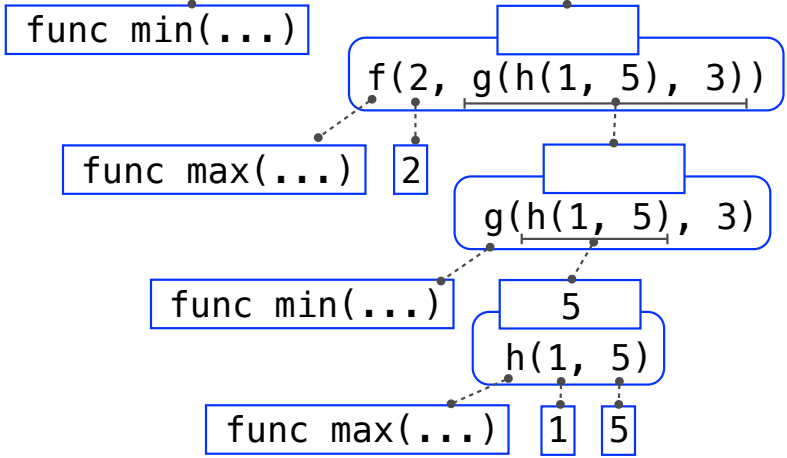 func min(...)
f(2, g(h(1, 5), 3))
func max(...)
2
g(h(1, 5), 3)
func min(...)
5
h(1, 5)
func max(...)
1
5